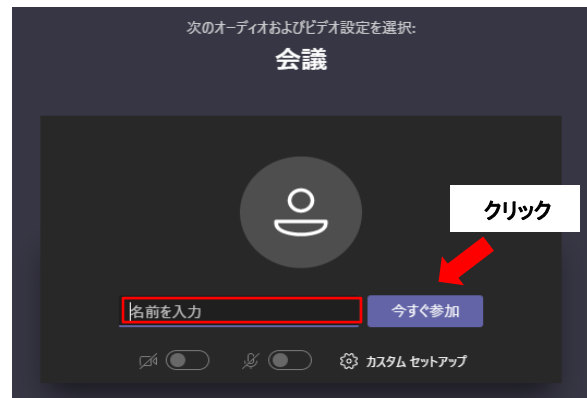 次のオーディオおよびビデオ設定を選択:
会議
クリック
名前を入力
今すぐ参加
カスタム セットアップ